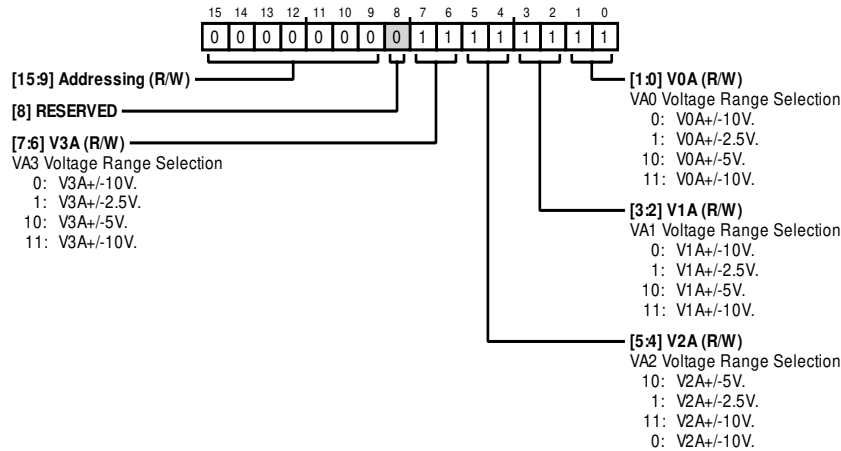 15 14 13 12 11 10 9 8 7 6 5 4 3 2 1 0
0 0 0 0 0 0 0 0 1 1 1 1 1 1 1 1
[15:9] Addressing (R/W)
[8] RESERVED
[7:6] V3A (R/W)
VA3 Voltage Range Selection
0: V3A+/-10V.
1: V3A+/-2.5V.
10: V3A+/-5V.
11: V3A+/-10V.
[1:0] V0A (R/W)
VA0 Voltage Range Selection
0: V0A+/-10V.
1: V0A+/-2.5V.
10: V0A+/-5V.
11: V0A+/-10V.
[3:2] V1A (R/W)
VA1 Voltage Range Selection
0: V1A+/-10V.
1: V1A+/-2.5V.
10: V1A+/-5V.
11: V1A+/-10V.
[5:4] V2A (R/W)
VA2 Voltage Range Selection
10: V2A+/-5V.
1: V2A+/-2.5V.
11: V2A+/-10V.
0: V2A+/-10V.